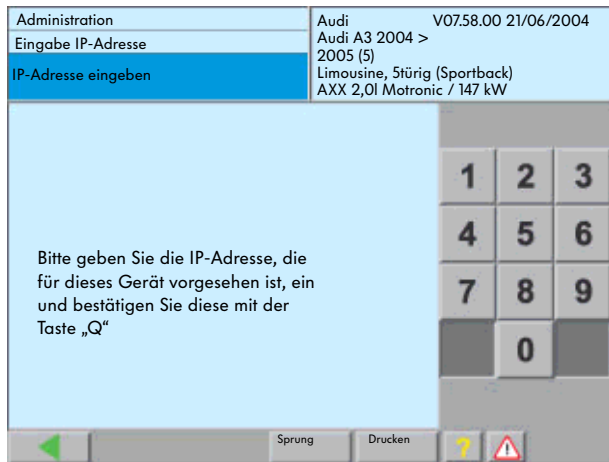 Administration
Eingabe IP-Adresse
IP-Adresse eingeben
Audi V07.58.00 21/06/2004
Audi A3 2004 >
2005 (5)
Limousine, 5türig (Sportback)
AXX 2,0l Motronic / 147 kW
Bitte geben Sie die IP-Adresse, die
für dieses Gerät vorgesehen ist, ein
und bestätigen Sie diese mit der
Taste „Q“
1 2 3
4 5 6
7 8 9
0
Sprung
Drucken
?